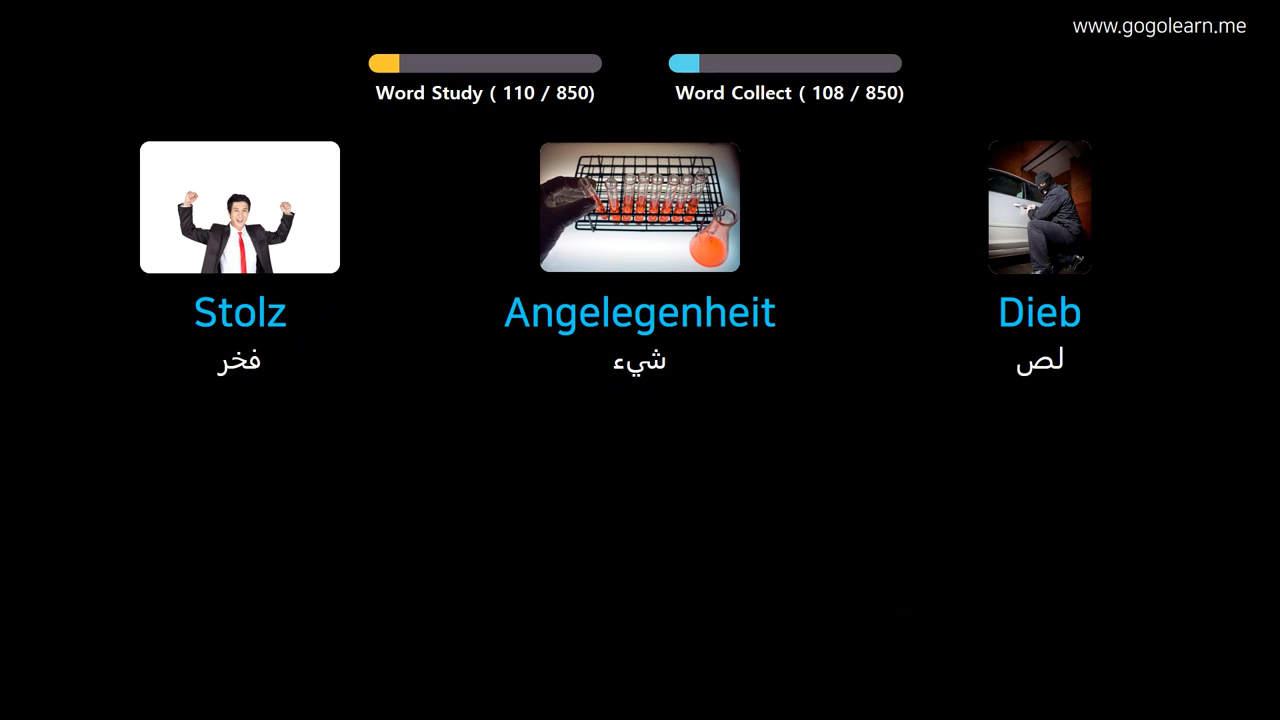 www.gogolearn.me
Word Study ( 110 / 850)
Word Collect ( 108 / 850)
Stolz
فخر
Angelegenheit
شيء
Dieb
لص